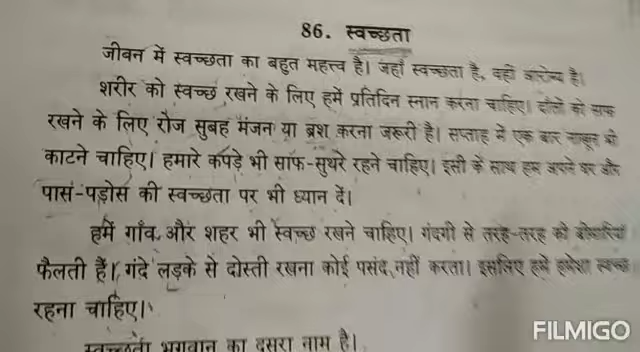 86. स्वच्छता
जीवन में स्वच्छता का बहुत महत्त्व है। जहाँ स्वच्छता है, वहीं आरोग्य है।
शरीर को स्वच्छ रखने के लिए हमें प्रतिदिन स्नान करना चाहिए। दाँतों को साफ
रखने के लिए रोज सुबह मंजन या ब्रश करना जरूरी है। सप्ताह में एक बार नाखून भी
काटने चाहिए। हमारे कपड़े भी साफ-सुथरे रहने चाहिए। इसी के साथ हम अपने घर और
पास-पड़ोस की स्वच्छता पर भी ध्यान दें।
हमें गाँव और शहर भी स्वच्छ रखने चाहिए। गंदगी से तरह-तरह की बीमारियाँ
फैलती हैं। गंदे लड़के से दोस्ती रखना कोई पसंद नहीं करता। इसलिए हमें हमेशा स्वच्छ
रहना चाहिए।
स्वच्छता भगवान का दूसरा नाम है।
FILMIGO